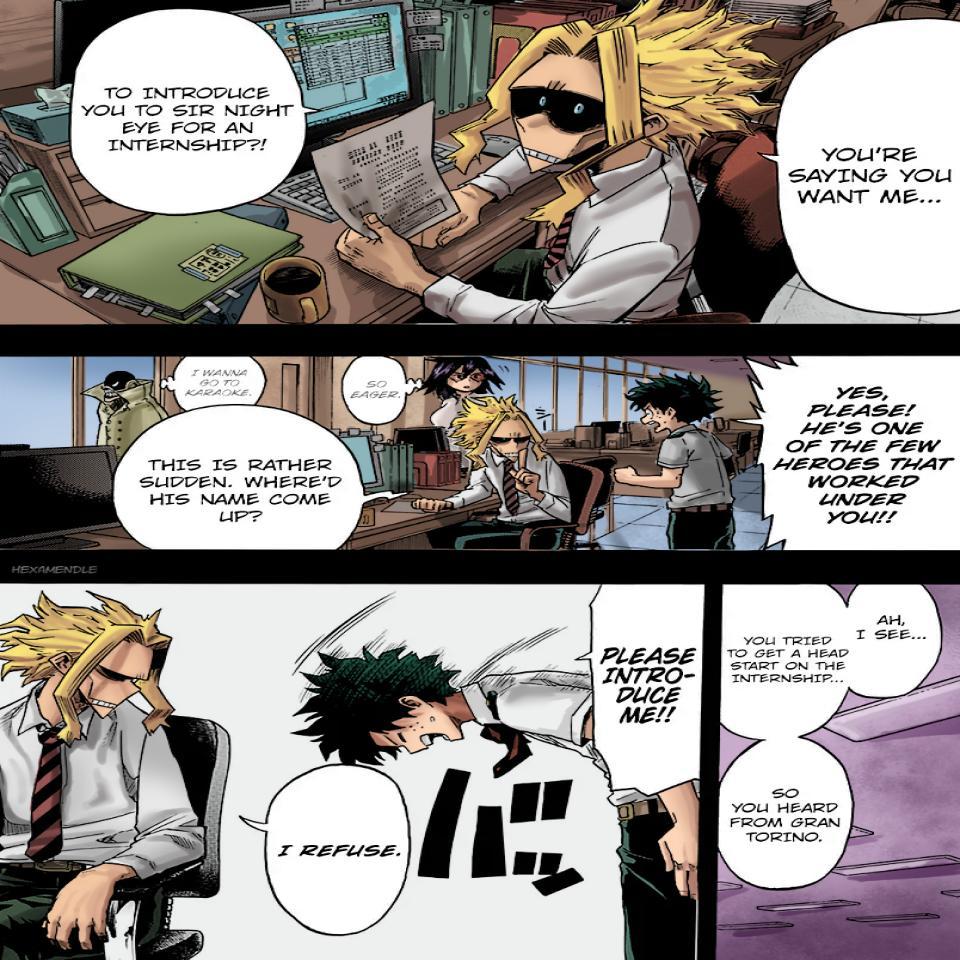 YOU'RE
SAYING YOU
WANT ME...
TO INTRODUCE
YOU TO SIR NIGHT
EYE FOR AN
INTERNSHIP?!
YES,
PLEASE!
HE'S ONE
OF THE FEW
HEROES THAT
WORKED
UNDER
YOU!!
SO
EAGER.
I WANNA
GO TO
KARAOKE.
THIS IS RATHER
SUDDEN. WHERE'D
HIS NAME COME
UP?
HEXAMENDLE
AH,
I SEE...
YOU TRIED
TO GET A HEAD
START ON THE
INTERNSHIP...
SO
YOU HEARD
FROM GRAN
TORINO.
PLEASE
INTRO-
DUCE
ME!!
バッ
I REFUSE.